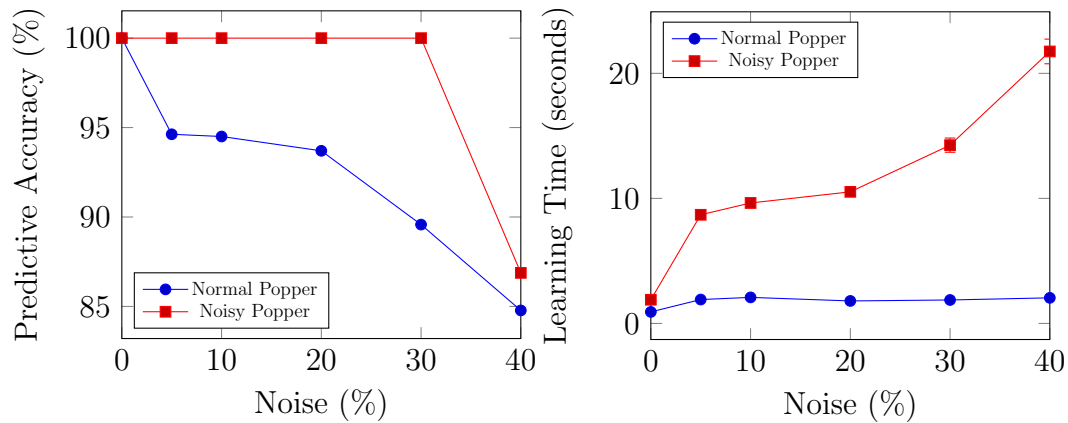 Predictive Accuracy (%)
100
95
90
85
Normal Popper
Noisy Popper
0 10 20 30 40
Noise (%)
Learning Time (seconds)
20
10
0
Normal Popper
Noisy Popper
0 10 20 30 40
Noise (%)